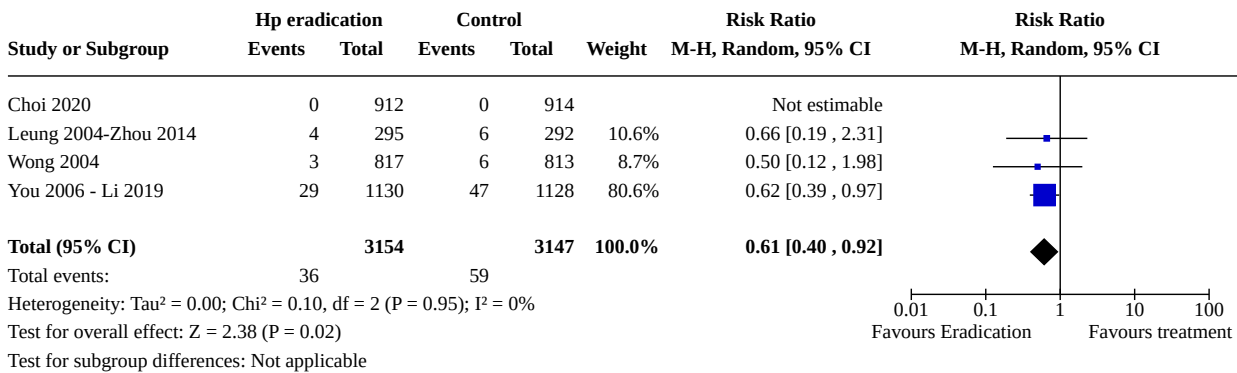 Hp eradication Control Risk Ratio Risk Ratio
Study or Subgroup Events Total Events Total Weight M-H, Random, 95% CI M-H, Random, 95% CI
Choi 2020 0 912 0 914 Not estimable
Leung 2004-Zhou 2014 4 295 6 292 10.6% 0.66 [0.19 , 2.31]
Wong 2004 3 817 6 813 8.7% 0.50 [0.12 , 1.98]
You 2006 - Li 2019 29 1130 47 1128 80.6% 0.62 [0.39 , 0.97]
Total (95% CI) 3154 3147 100.0% 0.61 [0.40 , 0.92]
Total events: 36 59
Heterogeneity: Tau² = 0.00; Chi² = 0.10, df = 2 (P = 0.95); I² = 0%
0.01 0.1 1 10 100
Test for overall effect: Z = 2.38 (P = 0.02)
Favours Eradication Favours treatment
Test for subgroup differences: Not applicable